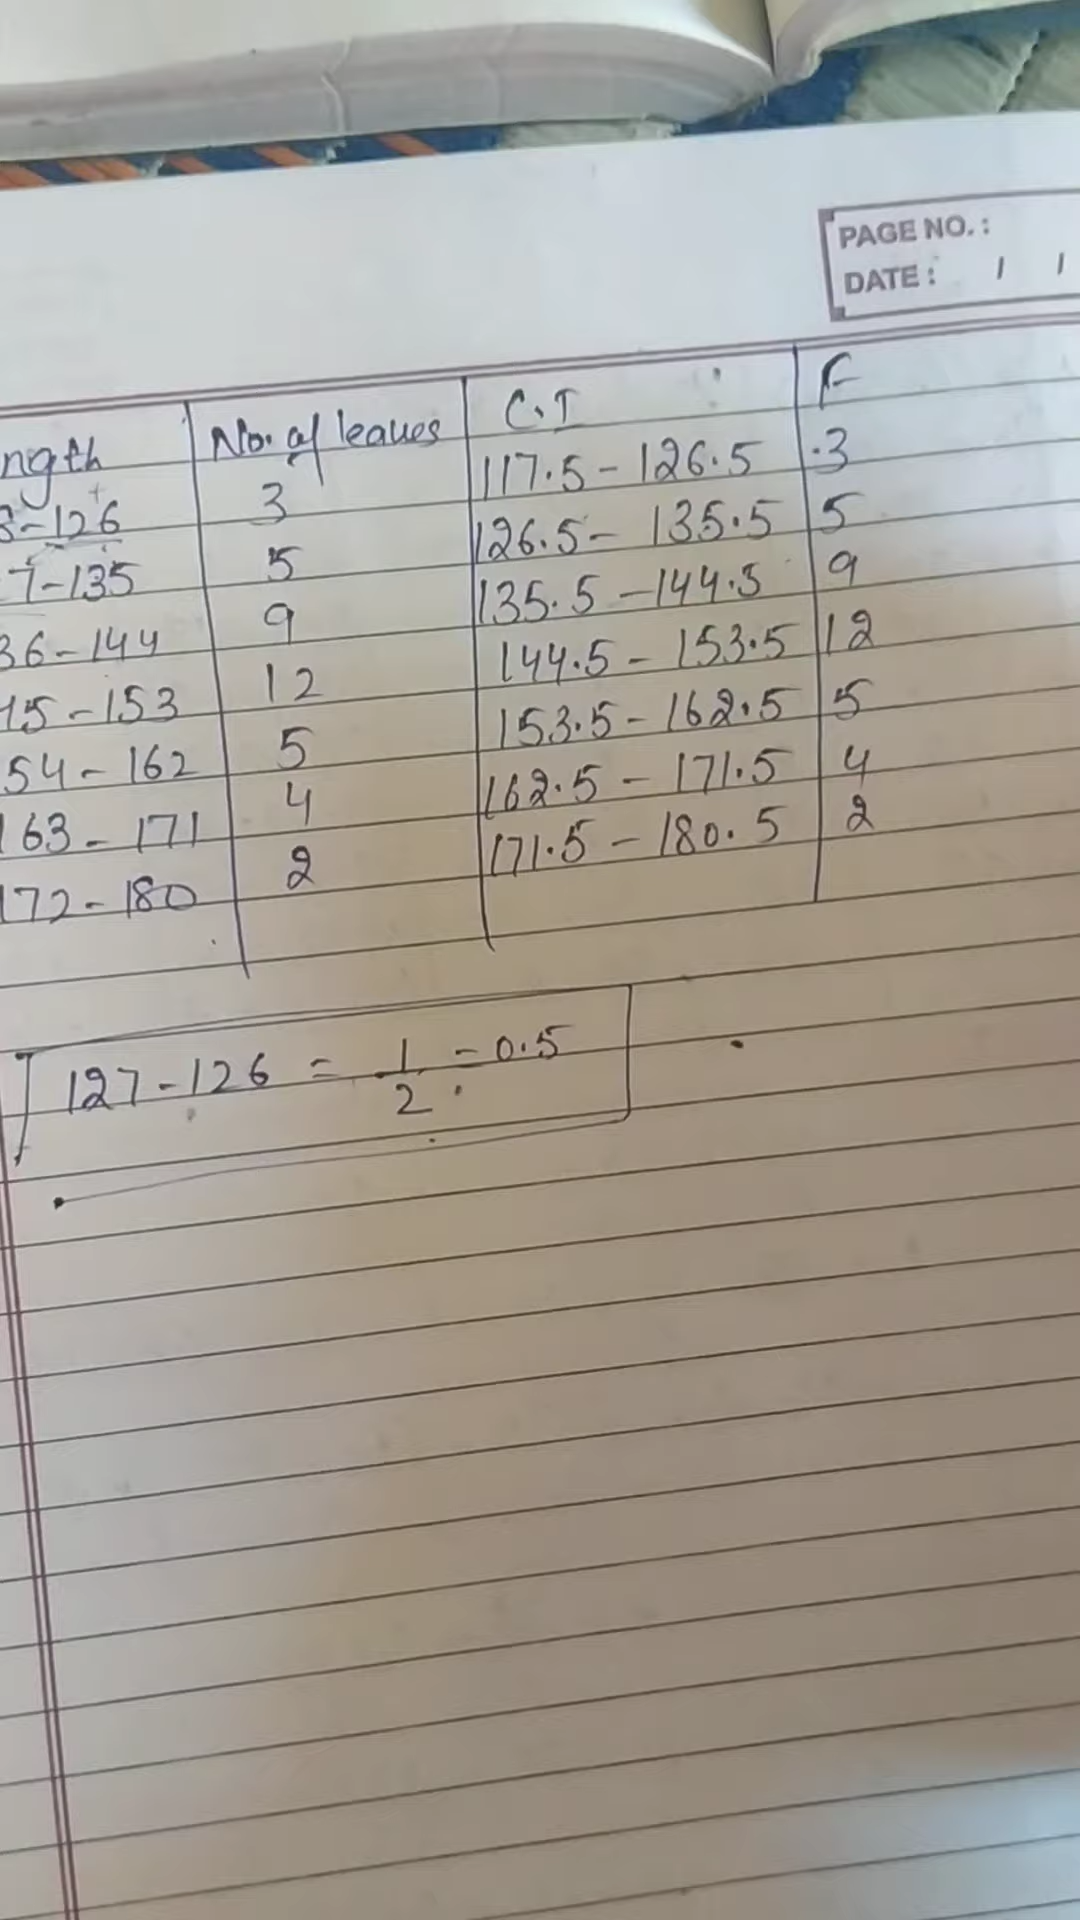 PAGE NO. :
DATE : / /
ngth No. of leaves C.I F
8-126 3 117.5 - 126.5 3
7-135 5 126.5 - 135.5 5
36-144 9 135.5 - 144.5 9
45-153 12 144.5 - 153.5 12
54-162 5 153.5 - 162.5 5
163-171 4 162.5 - 171.5 4
172-180 2 171.5 - 180.5 2
127-126 = 1/2 = 0.5